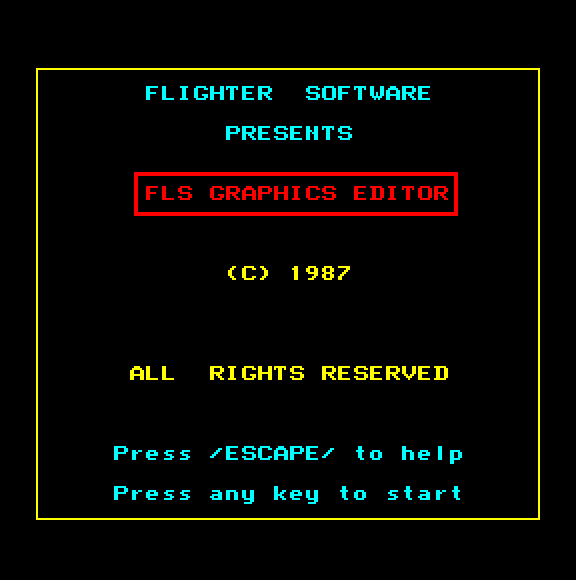 FLIGHTER  SOFTWARE
PRESENTS
FLS GRAPHICS EDITOR
(C) 1987
ALL  RIGHTS RESERVED
Press /ESCAPE/ to help
Press any key to start